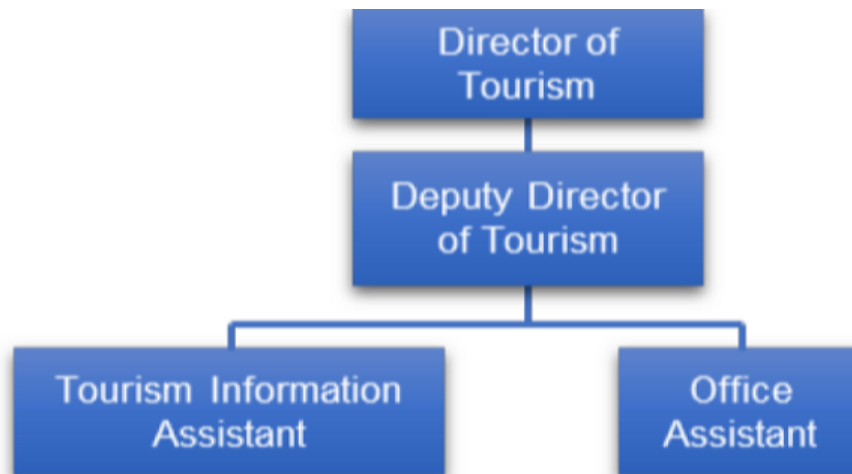 Director of
Tourism
Deputy Director
of Tourism
Tourism Information
Assistant
Office
Assistant